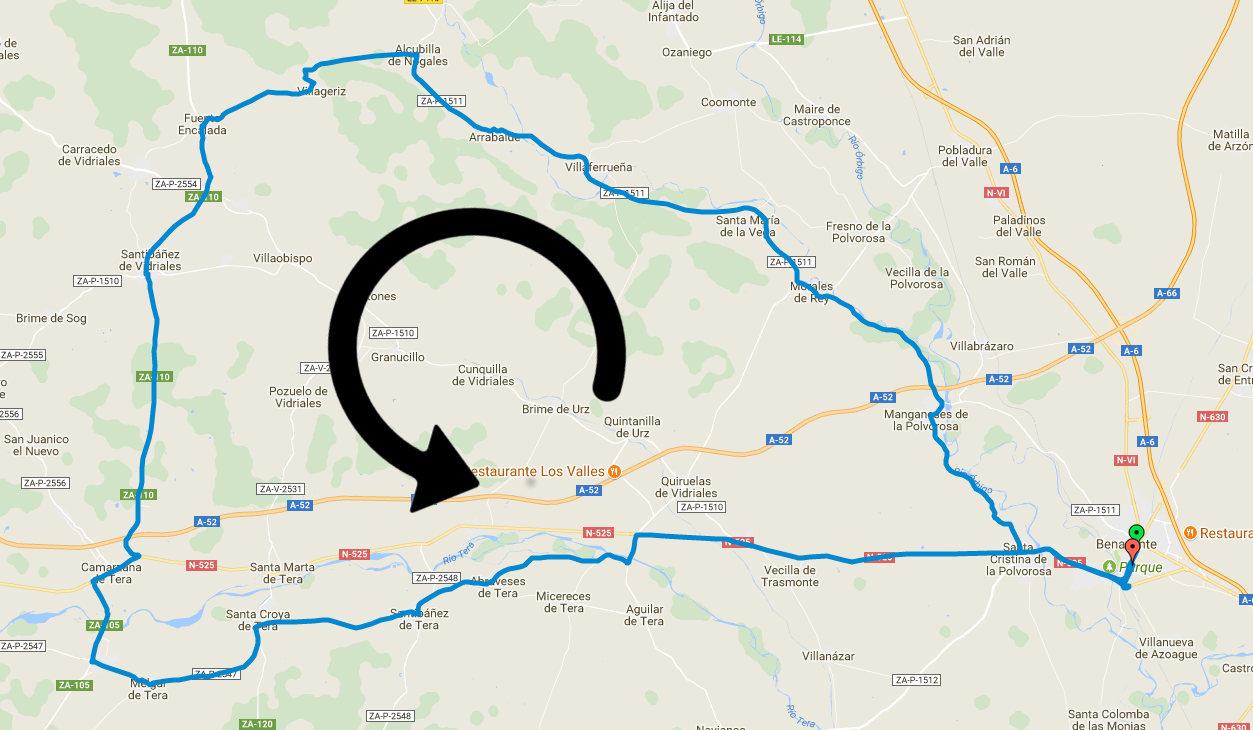 Alija del
Infantado
ZA-110
Alcubilla
de Nogales
Ozaniego
LE-114
San Adrián
del Valle
Villageriz
ZA-P-1511
Coomonte
Maire de
Castroponce
Fuente
Encalada
Arrabalde
Río Órbigo
Matilla
de Arzón
Carracedo
de Vidriales
Pobladura
del Valle
A-6
Villaferrueña
ZA-P-2554
ZA-110
ZA-P-1511
N-VI
Santa María
de la Vega
Fresno de la
Polvorosa
Paladinos
del Valle
Santibáñez
de Vidriales
Villaobispo
ZA-P-1511
San Román
del Valle
ZA-P-1510
Vecilla de la
Polvorosa
Morales
de Rey
A-66
Brime de Sog
ZA-P-1510
Villabrázaro
A-52
A-6
ZA-P-2555
Granucillo
Cunquilla
de Vidriales
ZA-110
A-52
Pozuelo de
Vidriales
A-52
Brime de Urz
Manganeses de
la Polvorosa
N-630
Quintanilla
de Urz
San Juanico
el Nuevo
A-52
A-6
N-VI
Restaurante Los Valles
ZA-P-2556
ZA-V-2531
ZA-110
A-52
A-52
A-52
Quiruelas
de Vidriales
ZA-P-1510
ZA-P-1511
N-525
N-525
Benavente
Río Tera
N-525
N-525
N-525
Santa
Cristina de
la Polvorosa
N-525
Parque
Camarzana
de Tera
N-525
Santa Marta
de Tera
ZA-P-2548
Abraveses
de Tera
Vecilla de
Trasmonte
Micereces
de Tera
Santa Croya
de Tera
Santibáñez
de Tera
Aguilar
de Tera
ZA-105
ZA-P-2547
Villanázar
Villanueva
de Azoague
ZA-P-2547
ZA-105
Melgar
de Tera
ZA-P-1512
ZA-P-2548
ZA-120
Río Tera
Santa Colomba
de las Monjas
N-630